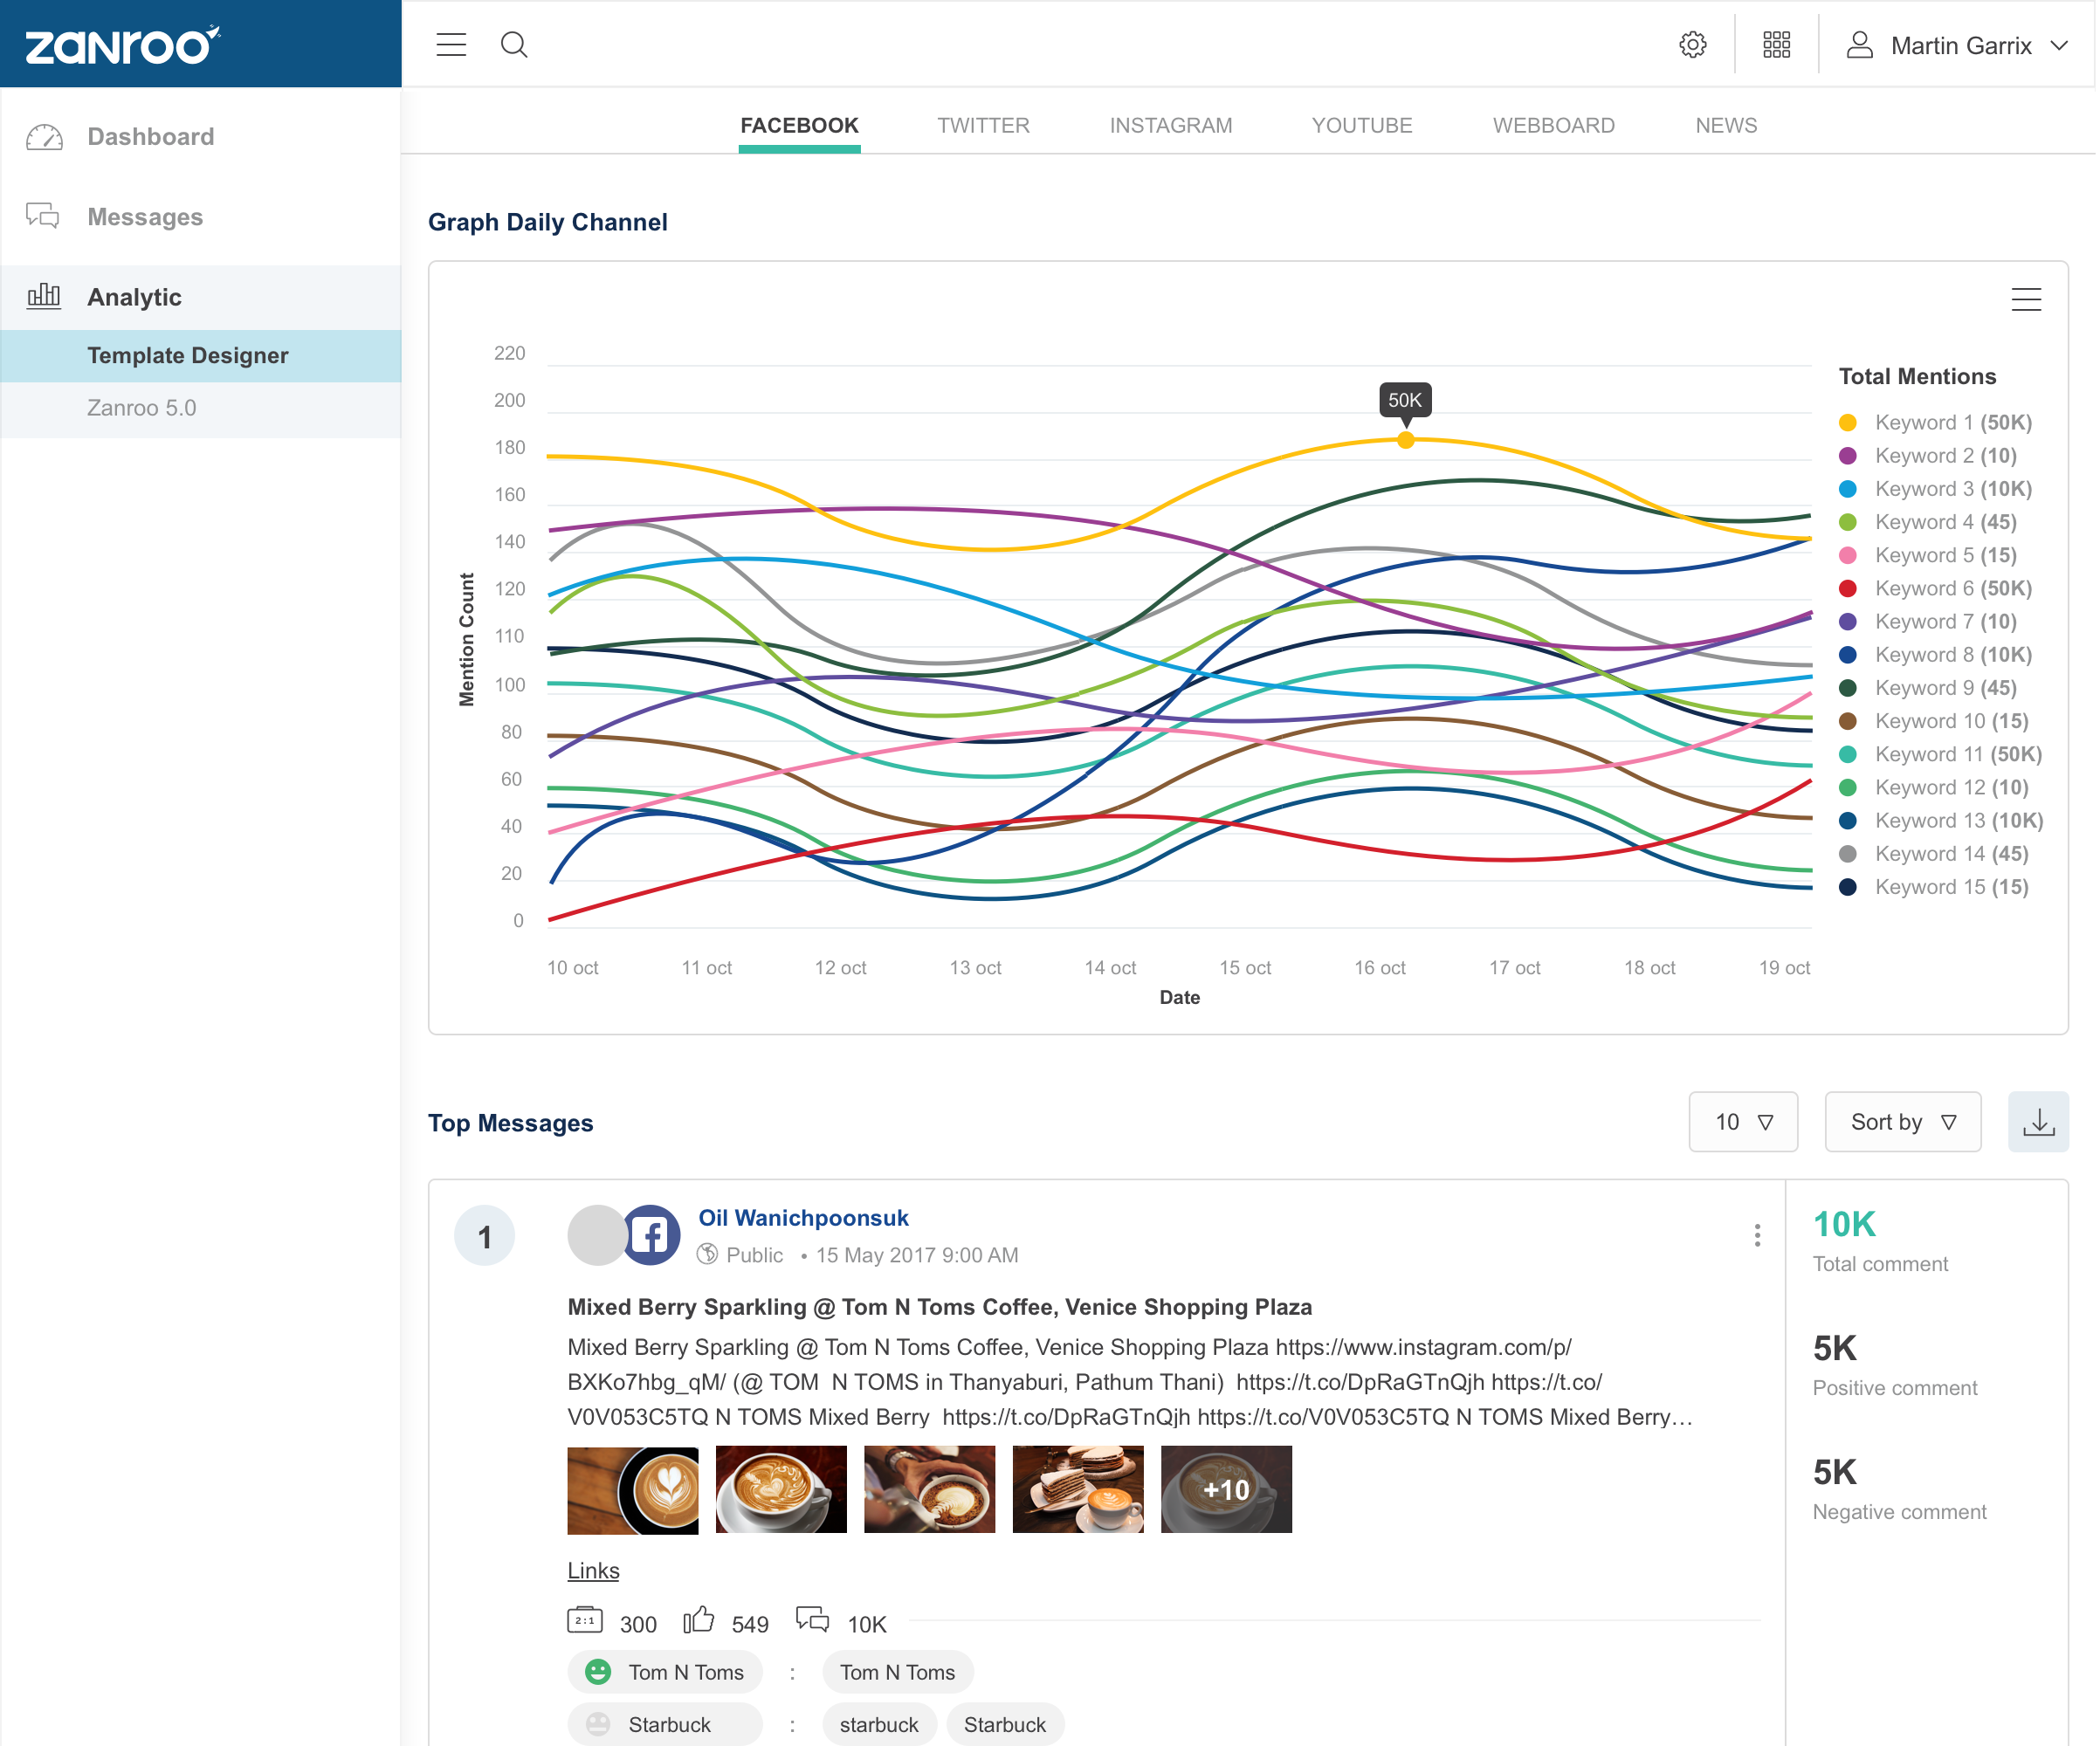 zanroo
Martin Garrix
Dashboard
Messages
Analytic
Template Designer
Zanroo 5.0
FACEBOOK TWITTER INSTAGRAM YOUTUBE WEBBOARD NEWS
Graph Daily Channel
Mention Count
220
200
180
160
140
120
110
100
80
60
40
20
0
50K
10 oct 11 oct 12 oct 13 oct 14 oct 15 oct 16 oct 17 oct 18 oct 19 oct
Date
Total Mentions
Keyword 1 (50K)
Keyword 2 (10)
Keyword 3 (10K)
Keyword 4 (45)
Keyword 5 (15)
Keyword 6 (50K)
Keyword 7 (10)
Keyword 8 (10K)
Keyword 9 (45)
Keyword 10 (15)
Keyword 11 (50K)
Keyword 12 (10)
Keyword 13 (10K)
Keyword 14 (45)
Keyword 15 (15)
Top Messages
10
Sort by
1
Oil Wanichpoonsuk
Public • 15 May 2017 9:00 AM
Mixed Berry Sparkling @ Tom N Toms Coffee, Venice Shopping Plaza
Mixed Berry Sparkling @ Tom N Toms Coffee, Venice Shopping Plaza https://www.instagram.com/p/
BXKo7hbg_qM/ (@ TOM  N TOMS in Thanyaburi, Pathum Thani)  https://t.co/DpRaGTnQjh https://t.co/
V0V053C5TQ N TOMS Mixed Berry  https://t.co/DpRaGTnQjh https://t.co/V0V053C5TQ N TOMS Mixed Berry…
+10
Links
2:1 300 549 10K
Tom N Toms : Tom N Toms
Starbuck : starbuck Starbuck
10K
Total comment
5K
Positive comment
5K
Negative comment